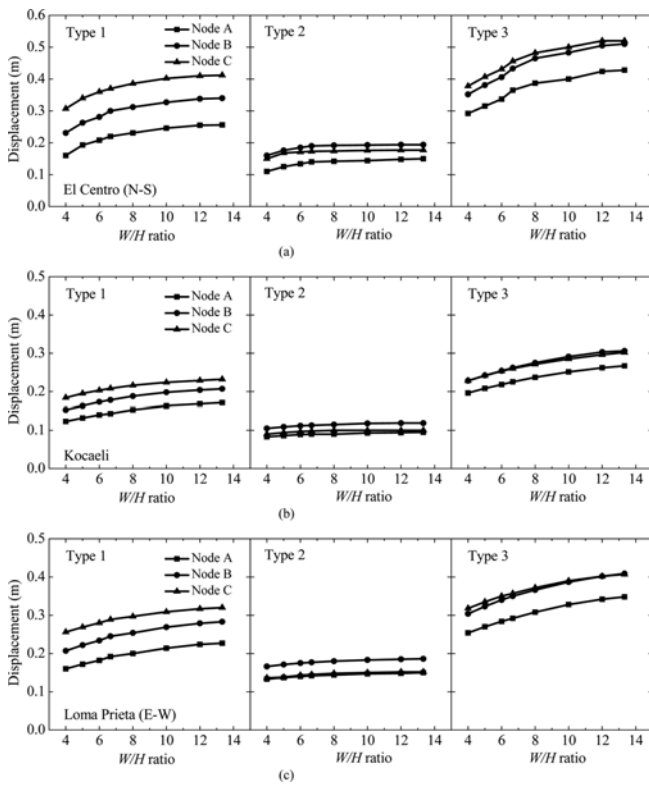 Type 1
Node A
Node B
Node C
Type 2
Type 3
Displacement (m)
0.6
0.5
0.4
0.3
0.2
0.1
0.0
El Centro (N-S)
4 6 8 10 12 14
4 6 8 10 12 14
4 6 8 10 12 14
W/H ratio
W/H ratio
W/H ratio
(a)
Type 1
Node A
Node B
Node C
Type 2
Type 3
Displacement (m)
0.5
0.4
0.3
0.2
0.1
0.0
Kocaeli
4 6 8 10 12 14
4 6 8 10 12 14
4 6 8 10 12 14
W/H ratio
W/H ratio
W/H ratio
(b)
Type 1
Node A
Node B
Node C
Type 2
Type 3
Displacement (m)
0.5
0.4
0.3
0.2
0.1
0.0
Loma Prieta (E-W)
4 6 8 10 12 14
4 6 8 10 12 14
4 6 8 10 12 14
W/H ratio
W/H ratio
W/H ratio
(c)